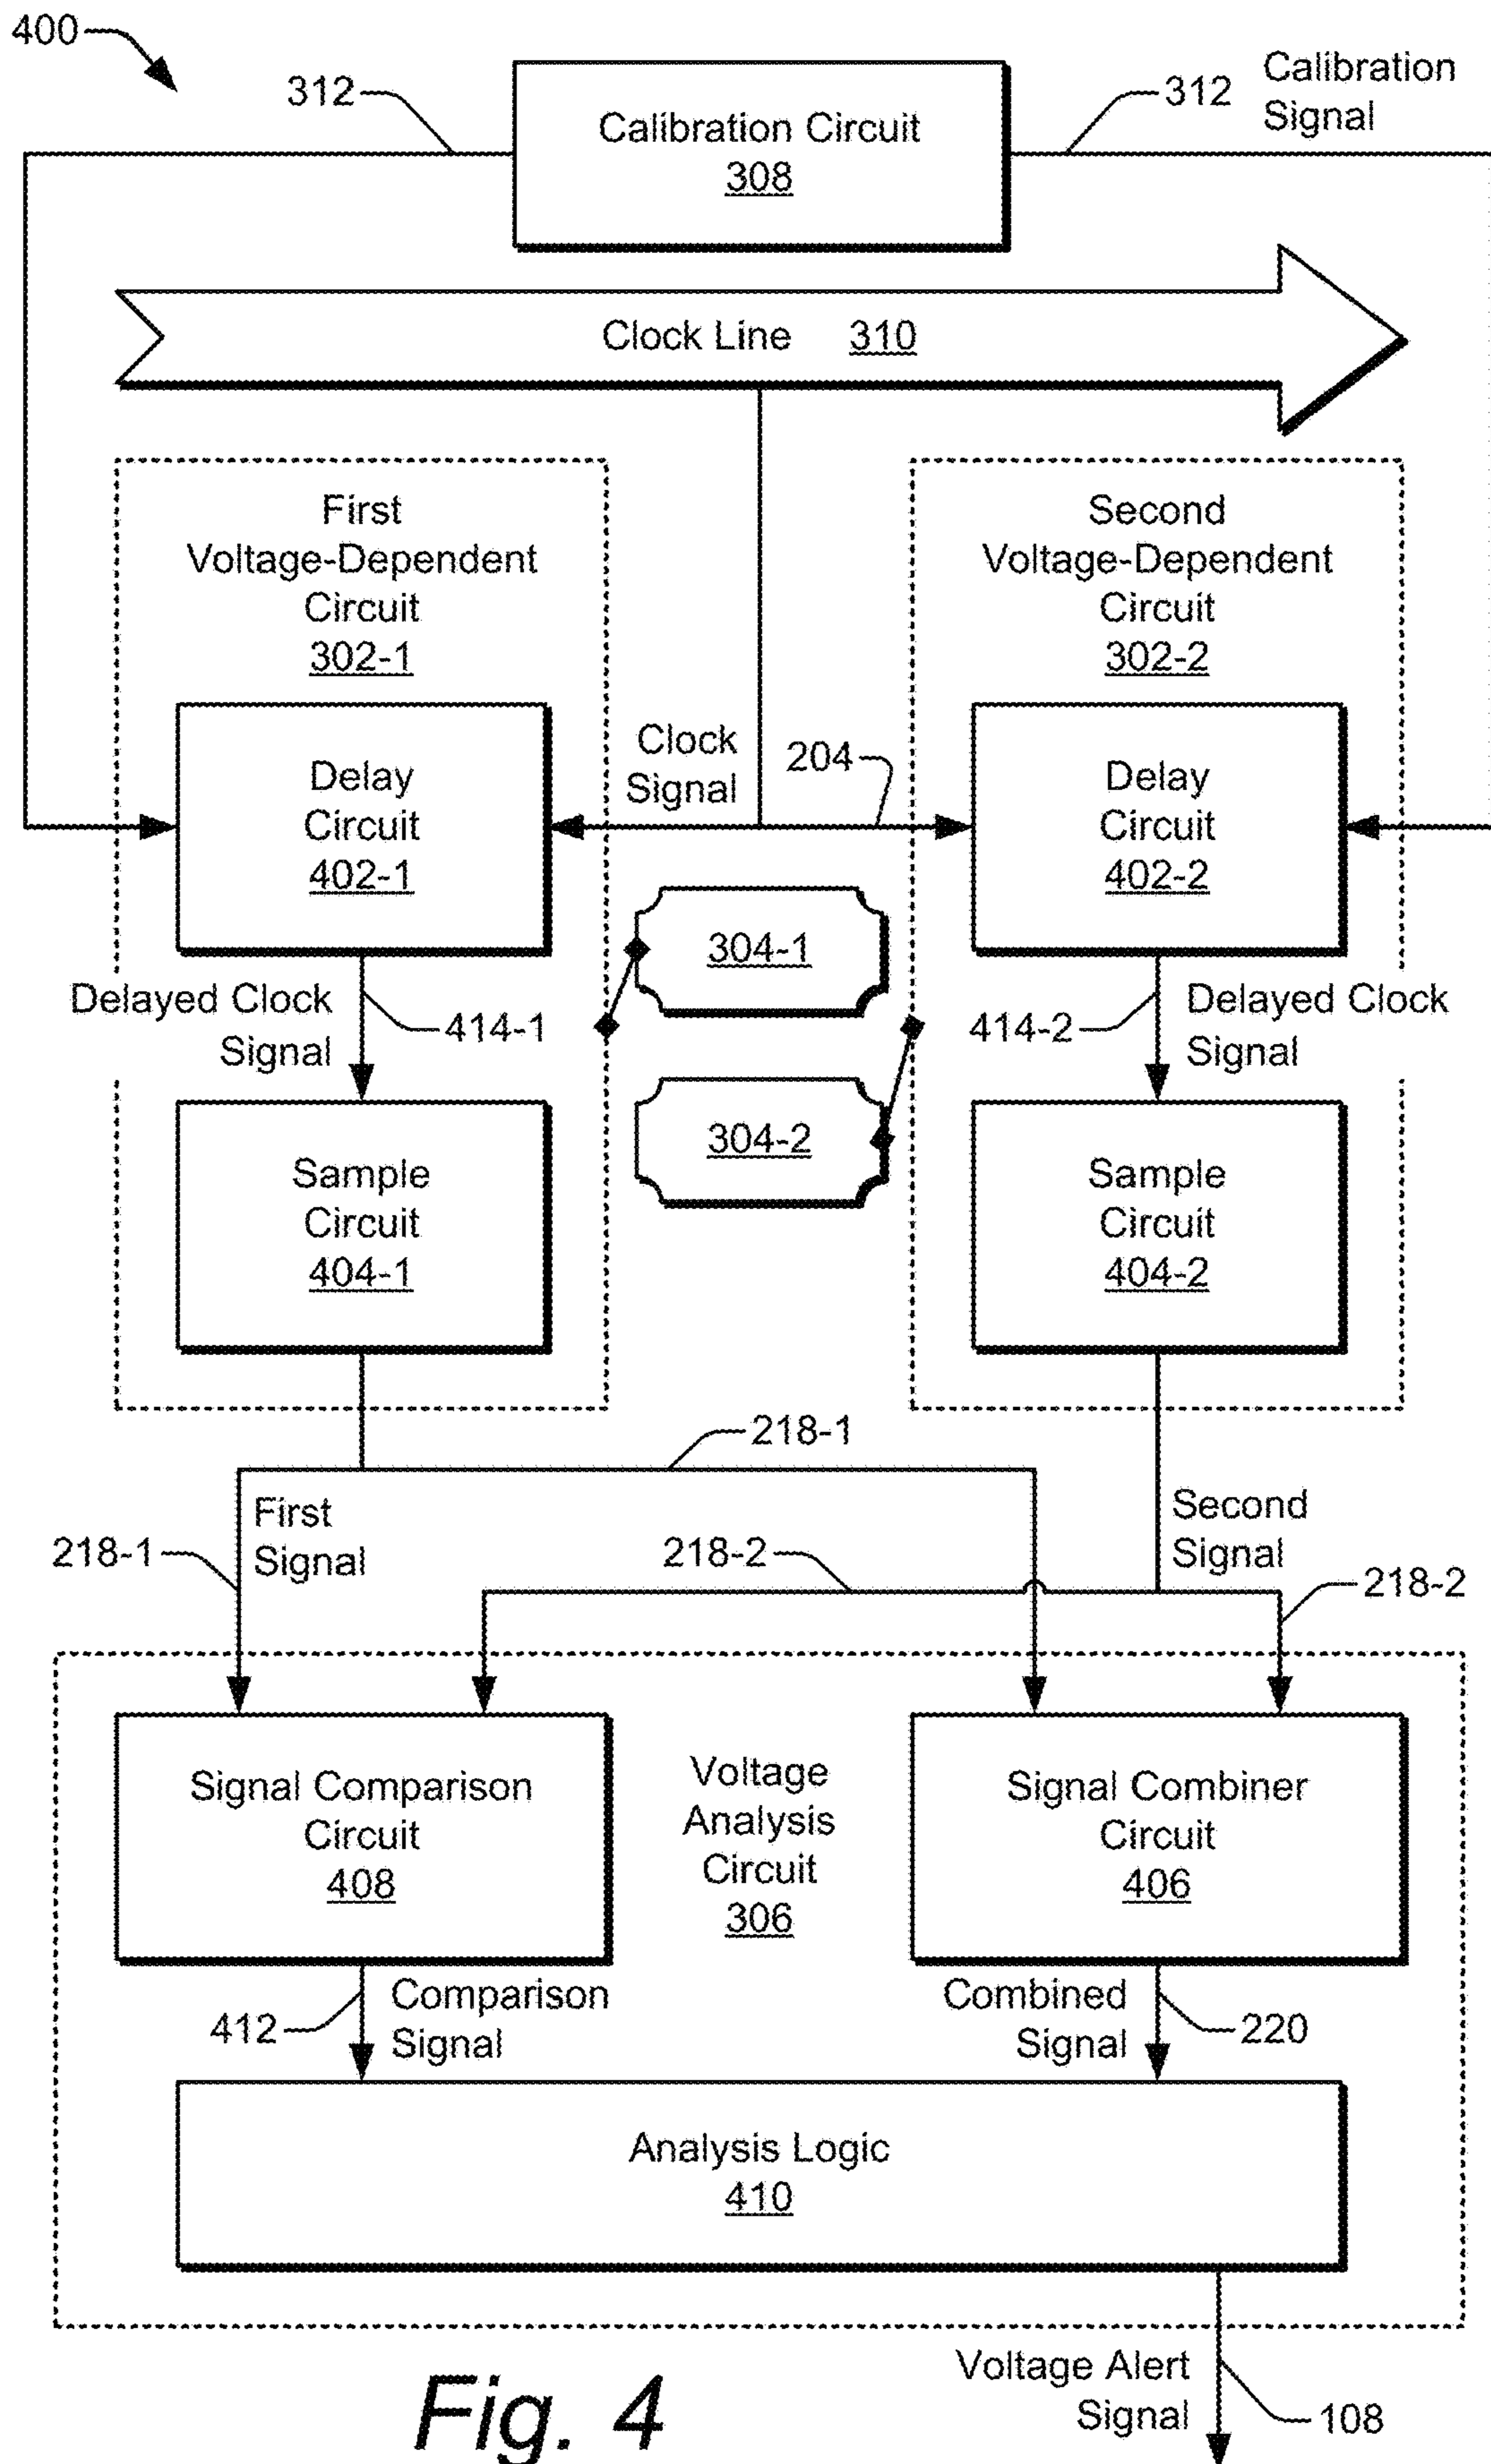 400
312
Calibration Circuit
308
312
Calibration
Signal
Clock Line 310
First
Voltage-Dependent
Circuit
302-1
Second
Voltage-Dependent
Circuit
302-2
Delay
Circuit
402-1
Clock
Signal
204
Delay
Circuit
402-2
304-1
Delayed Clock
Signal
414-1
414-2
Delayed Clock
Signal
304-2
Sample
Circuit
404-1
Sample
Circuit
404-2
218-1
First
Signal
218-1
218-2
Second
Signal
218-2
Signal Comparison
Circuit
408
Voltage
Analysis
Circuit
306
Signal Combiner
Circuit
406
412
Comparison
Signal
Combined
Signal
220
Analysis Logic
410
Voltage Alert
Signal
108
Fig. 4